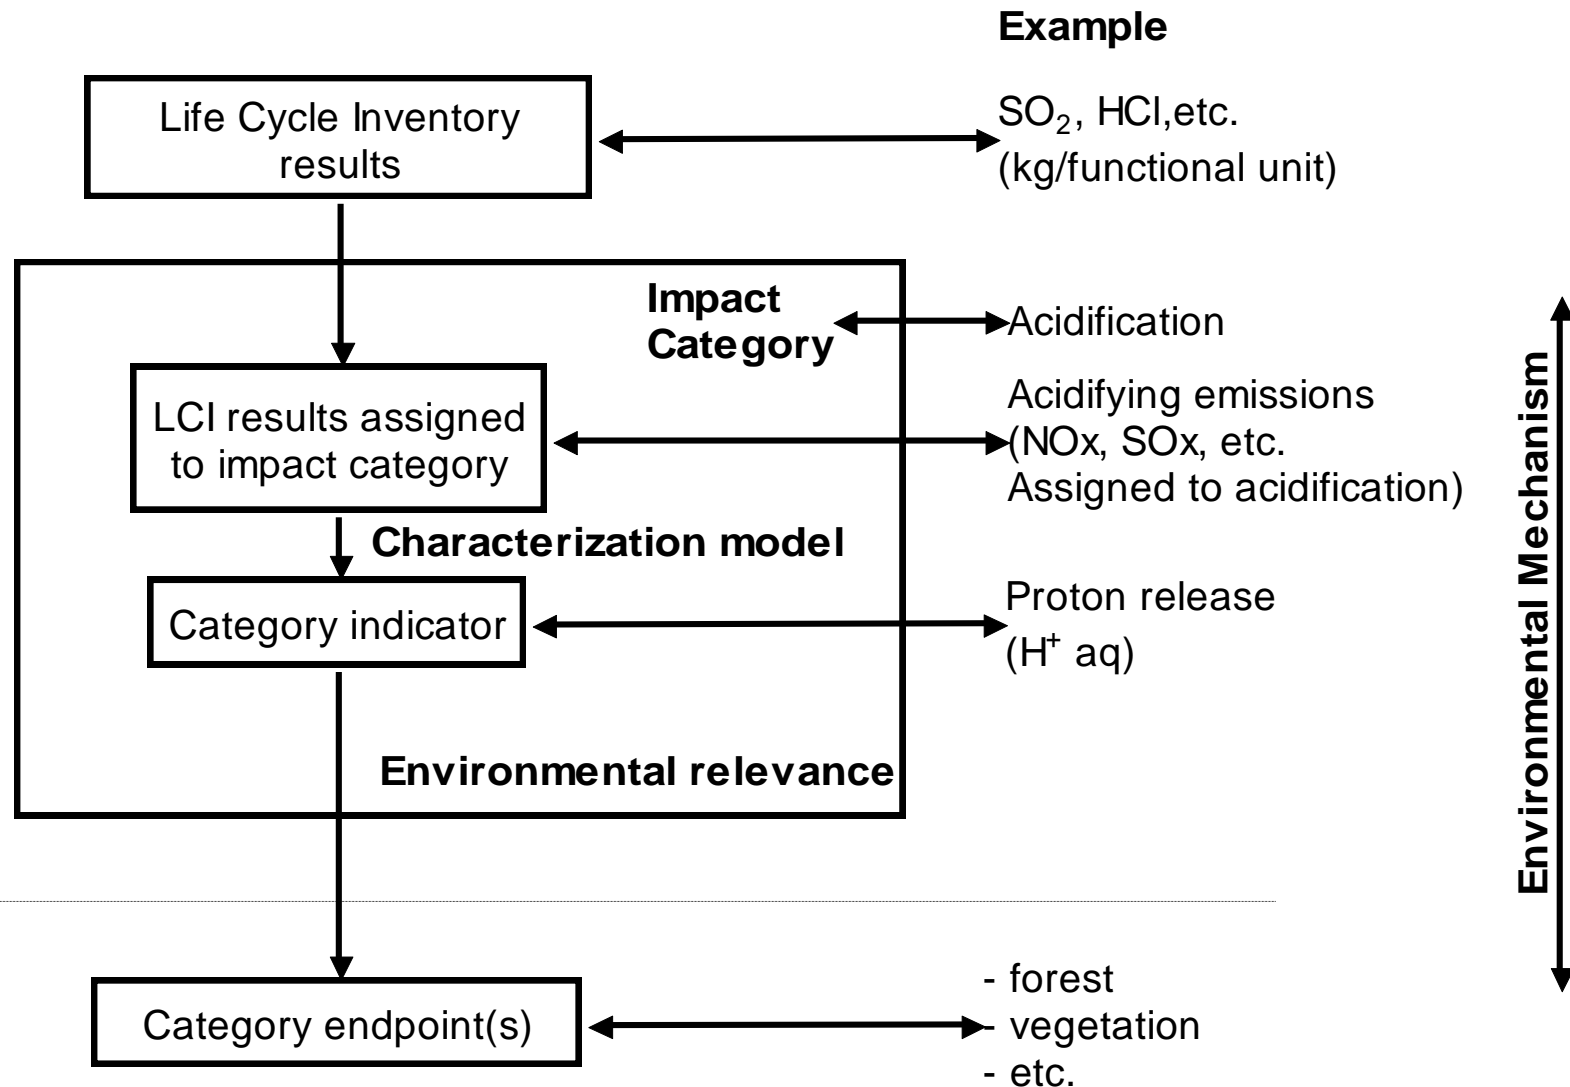 Example
Life Cycle Inventory
results
SO₂, HCl,etc.
(kg/functional unit)
Impact
Category
Acidification
LCI results assigned
to impact category
Acidifying emissions
(NOx, SOx, etc.
Assigned to acidification)
Characterization model
Category indicator
Proton release
(H⁺ aq)
Environmental relevance
Environmental Mechanism
Category endpoint(s)
- forest
- vegetation
- etc.